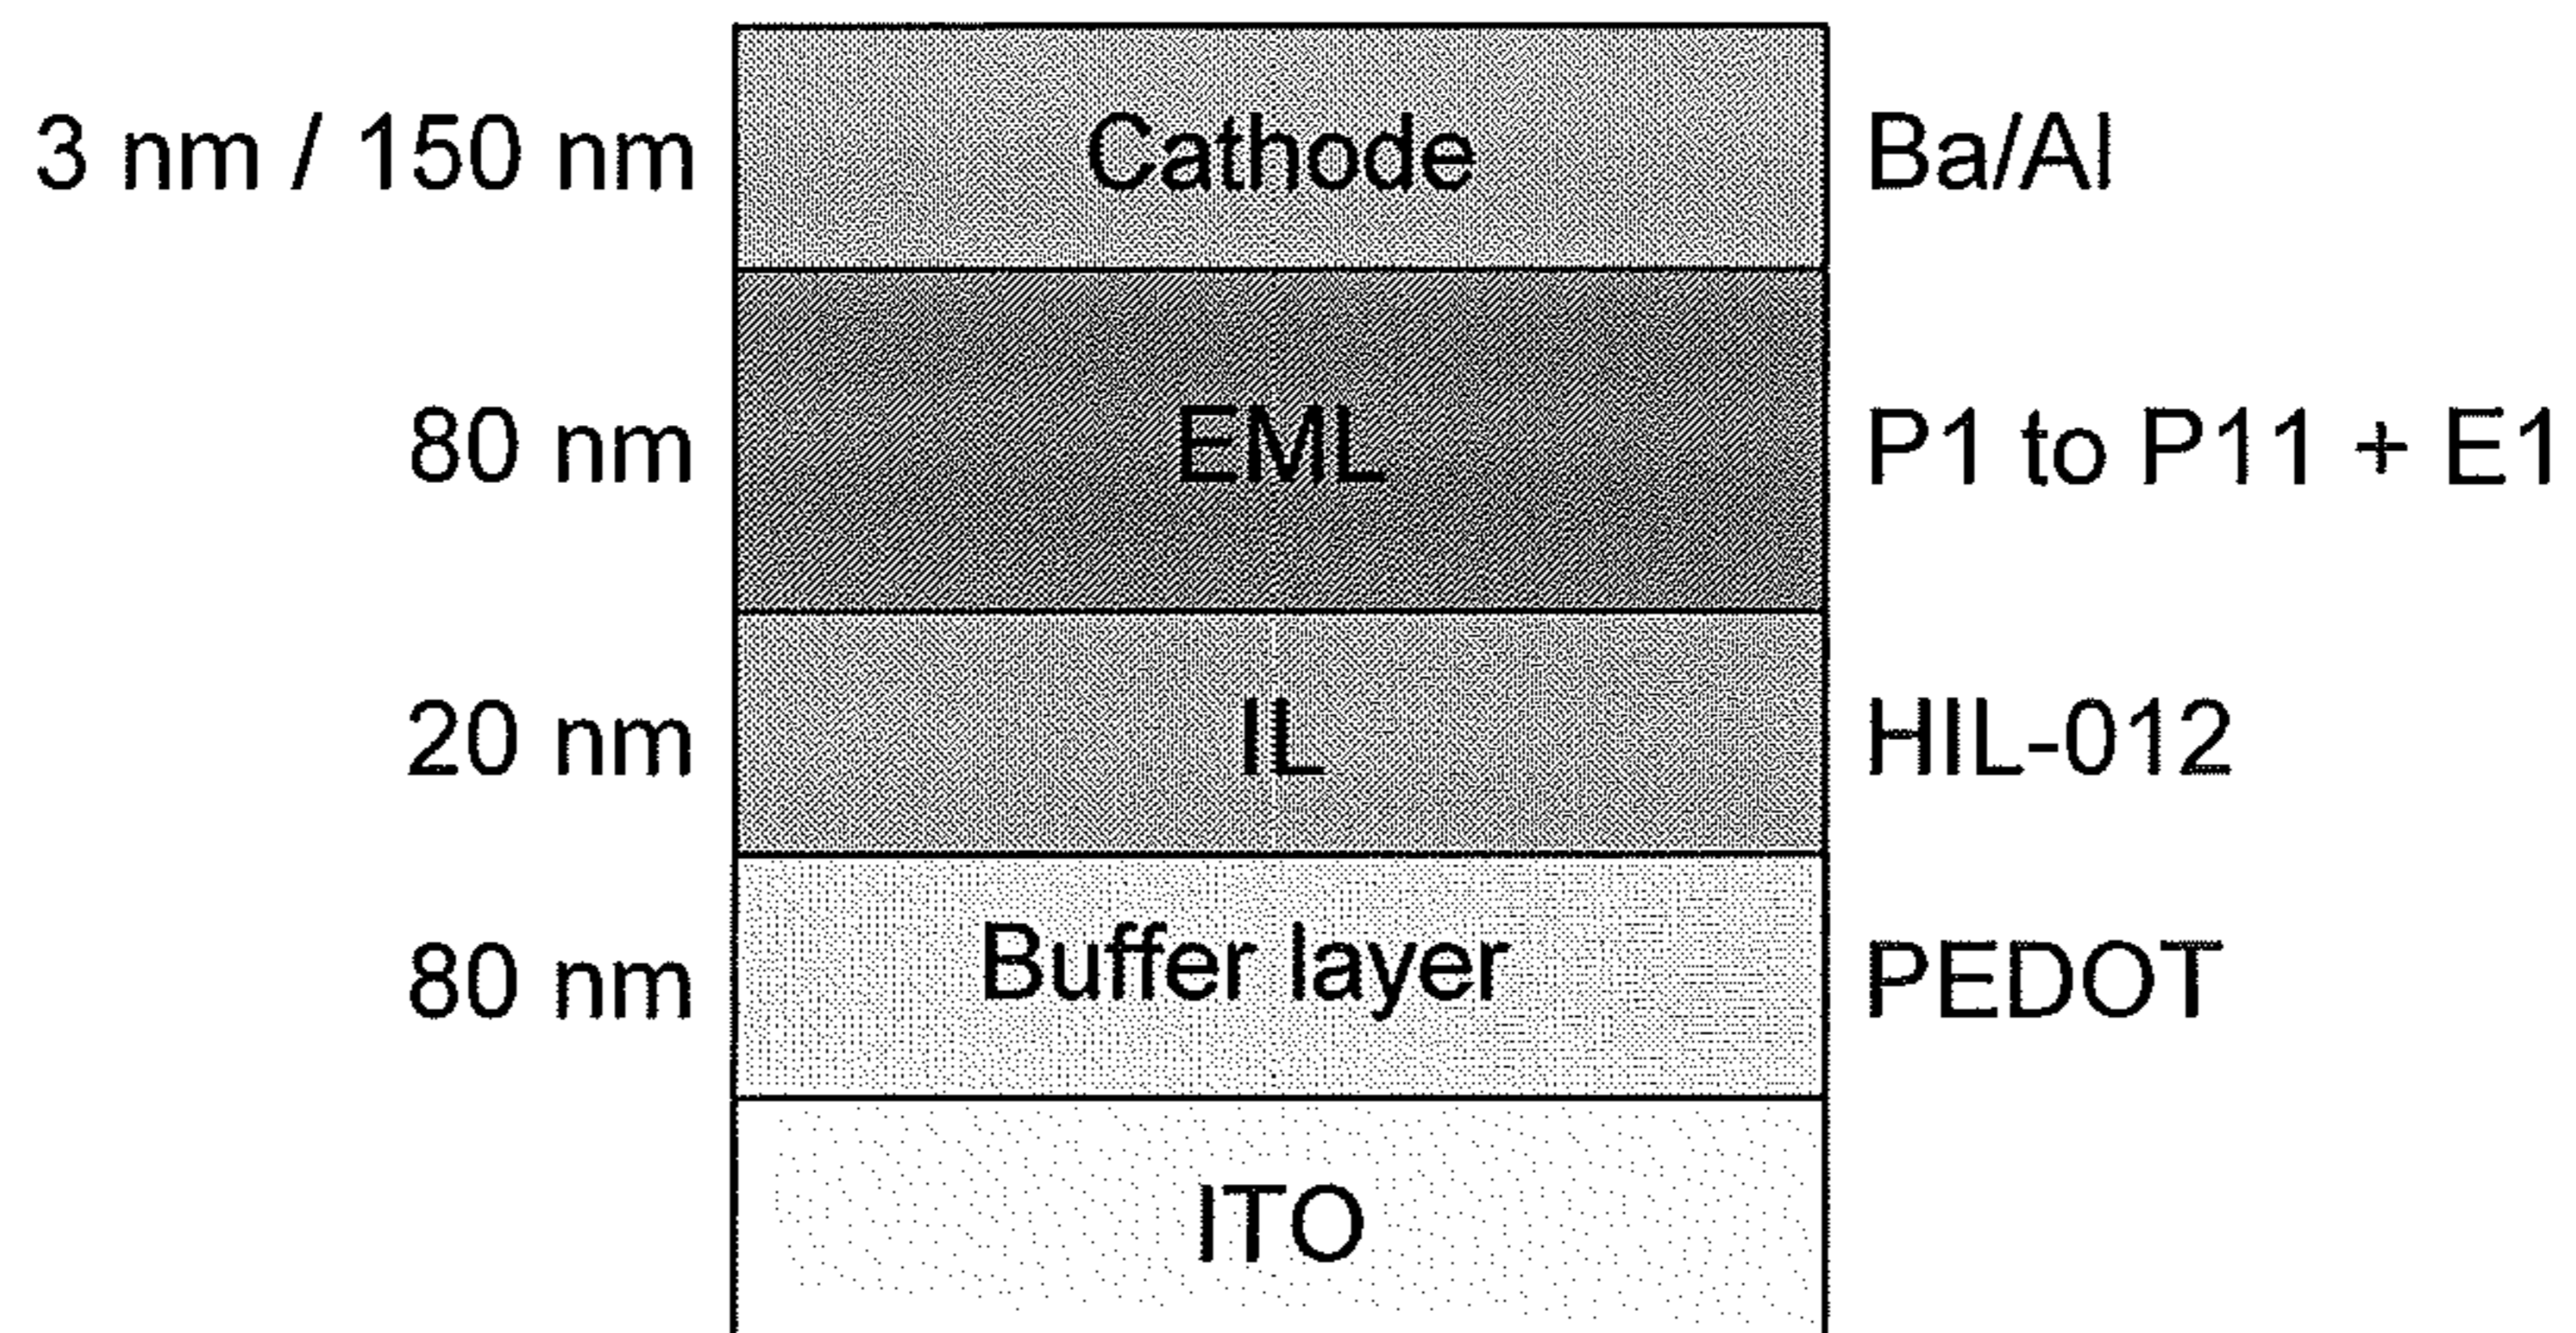 3 nm / 150 nm Cathode Ba/Al
80 nm EML P1 to P11 + E1
20 nm IL HIL-012
80 nm Buffer layer PEDOT
ITO